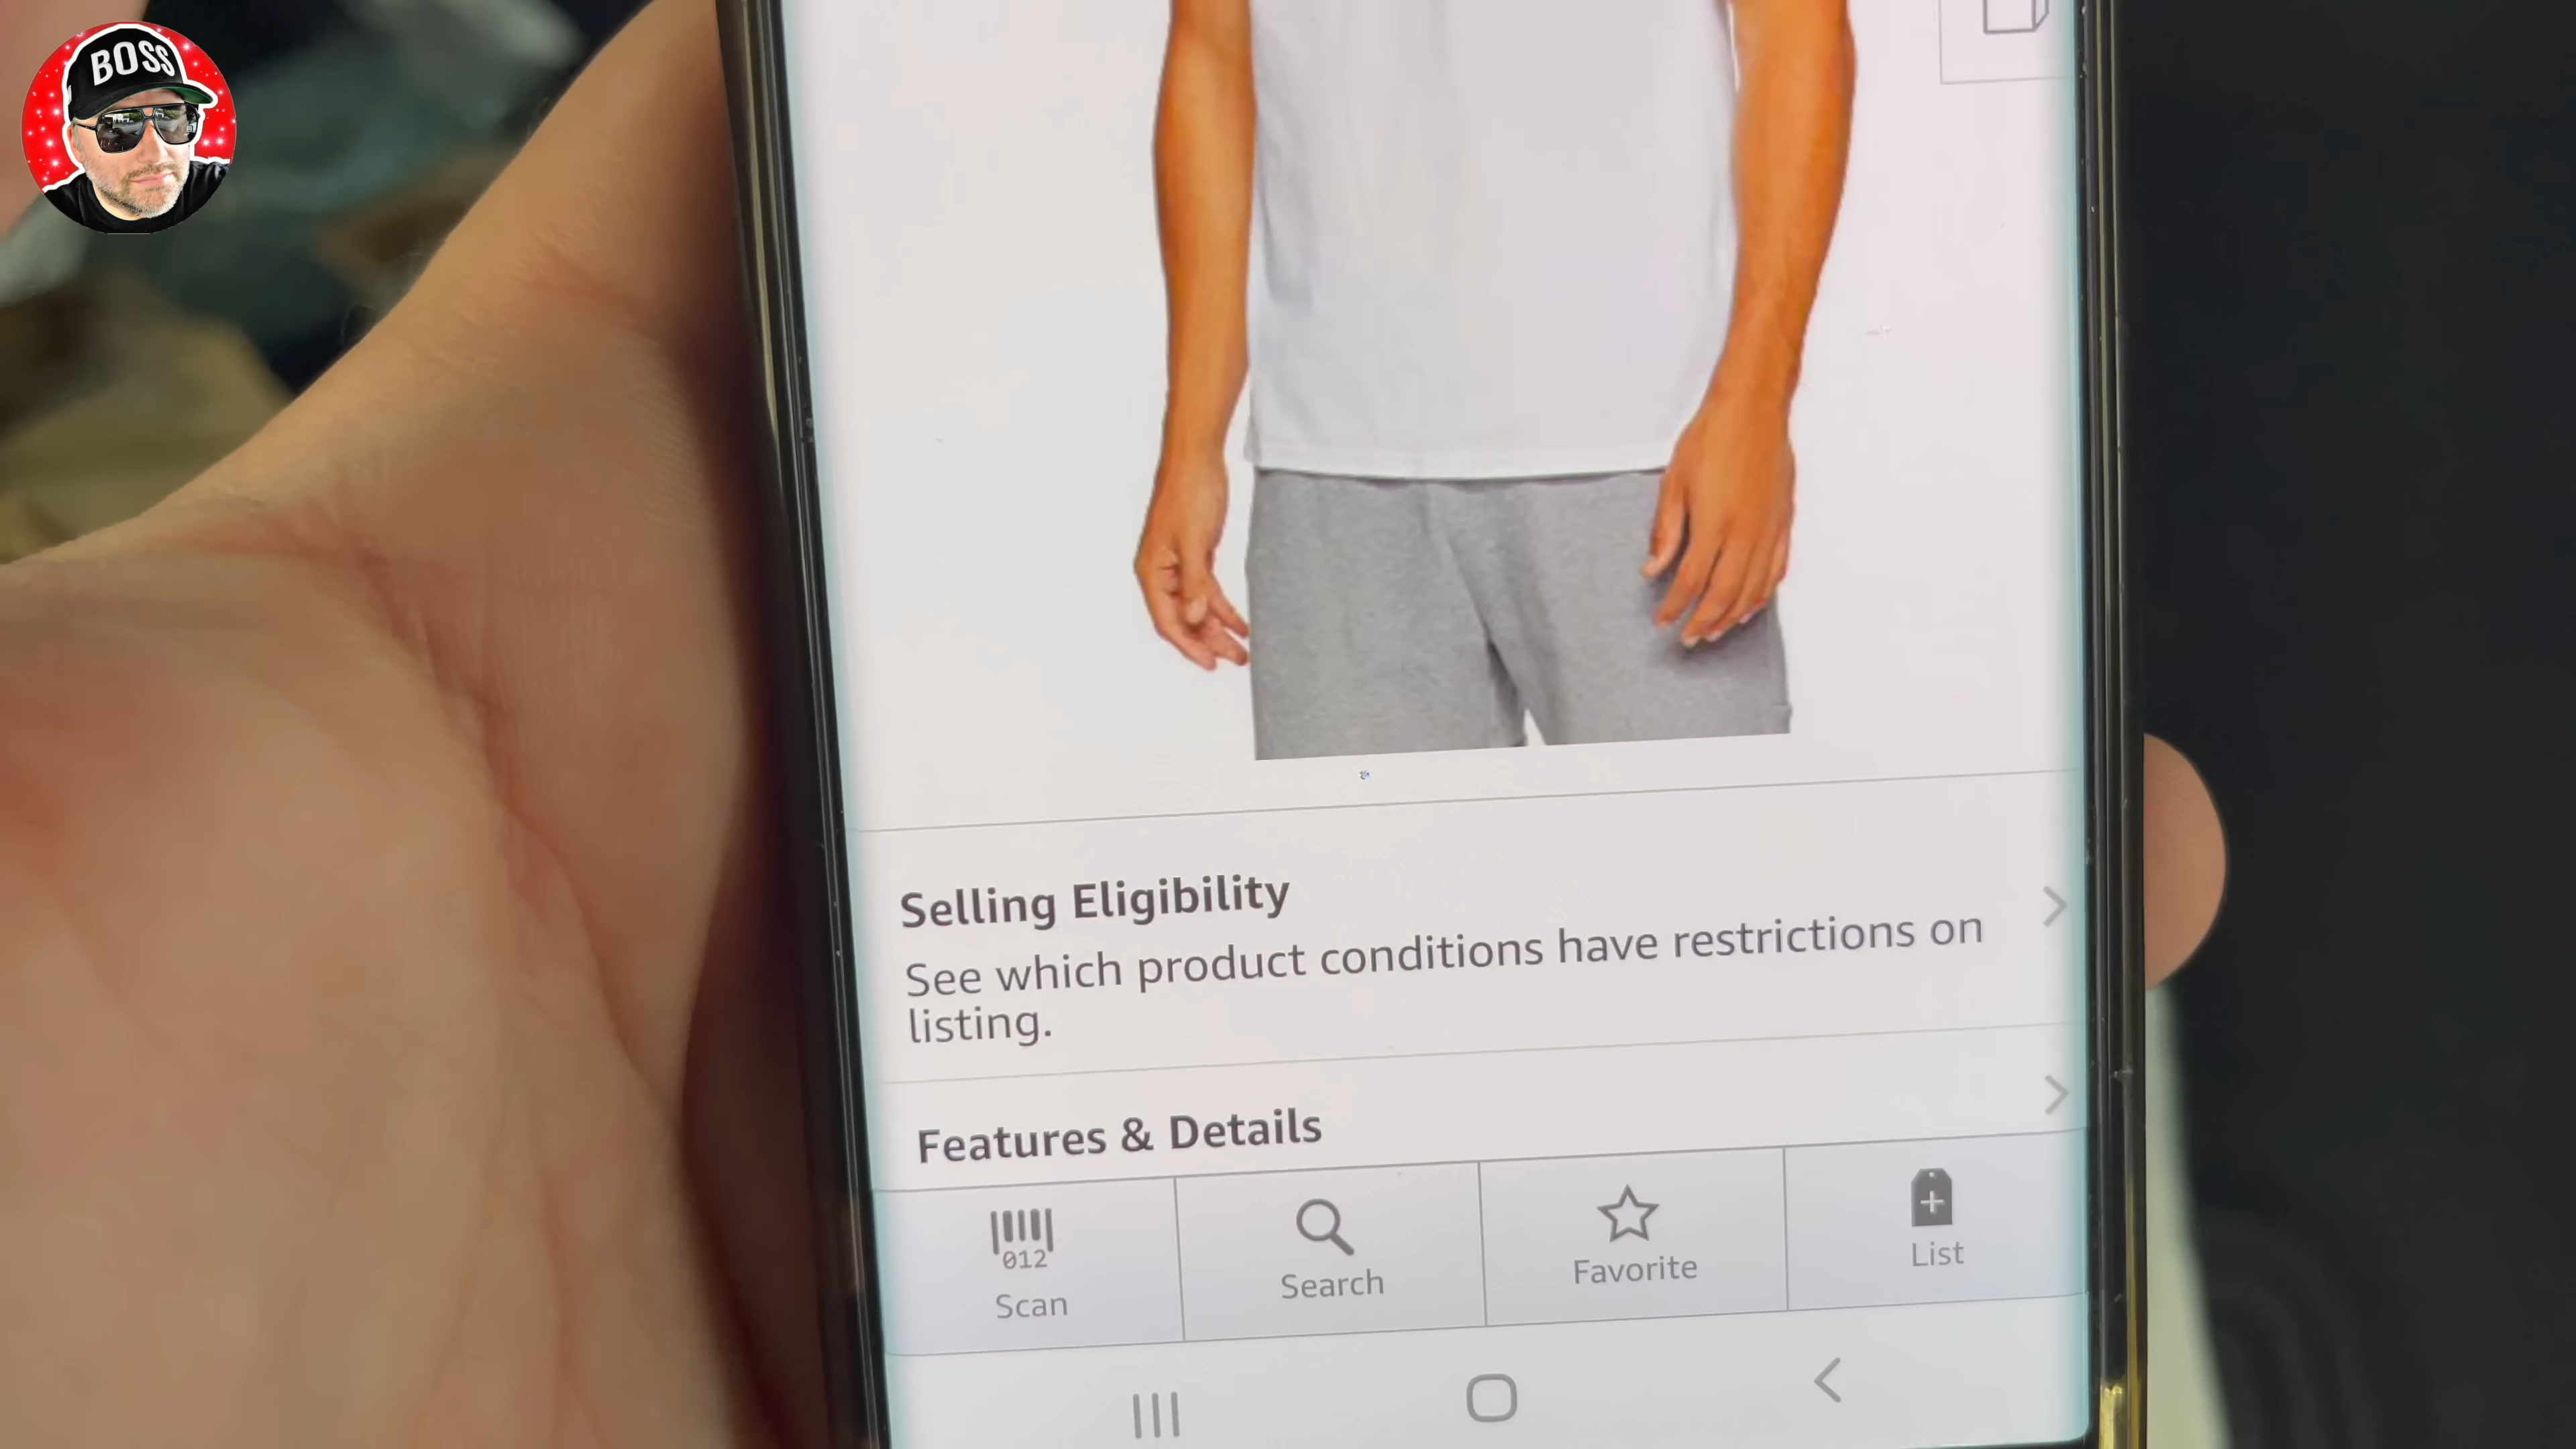 BOSS
Selling Eligibility
See which product conditions have restrictions on
listing.
Features & Details
012
Scan
Search
Favorite
List